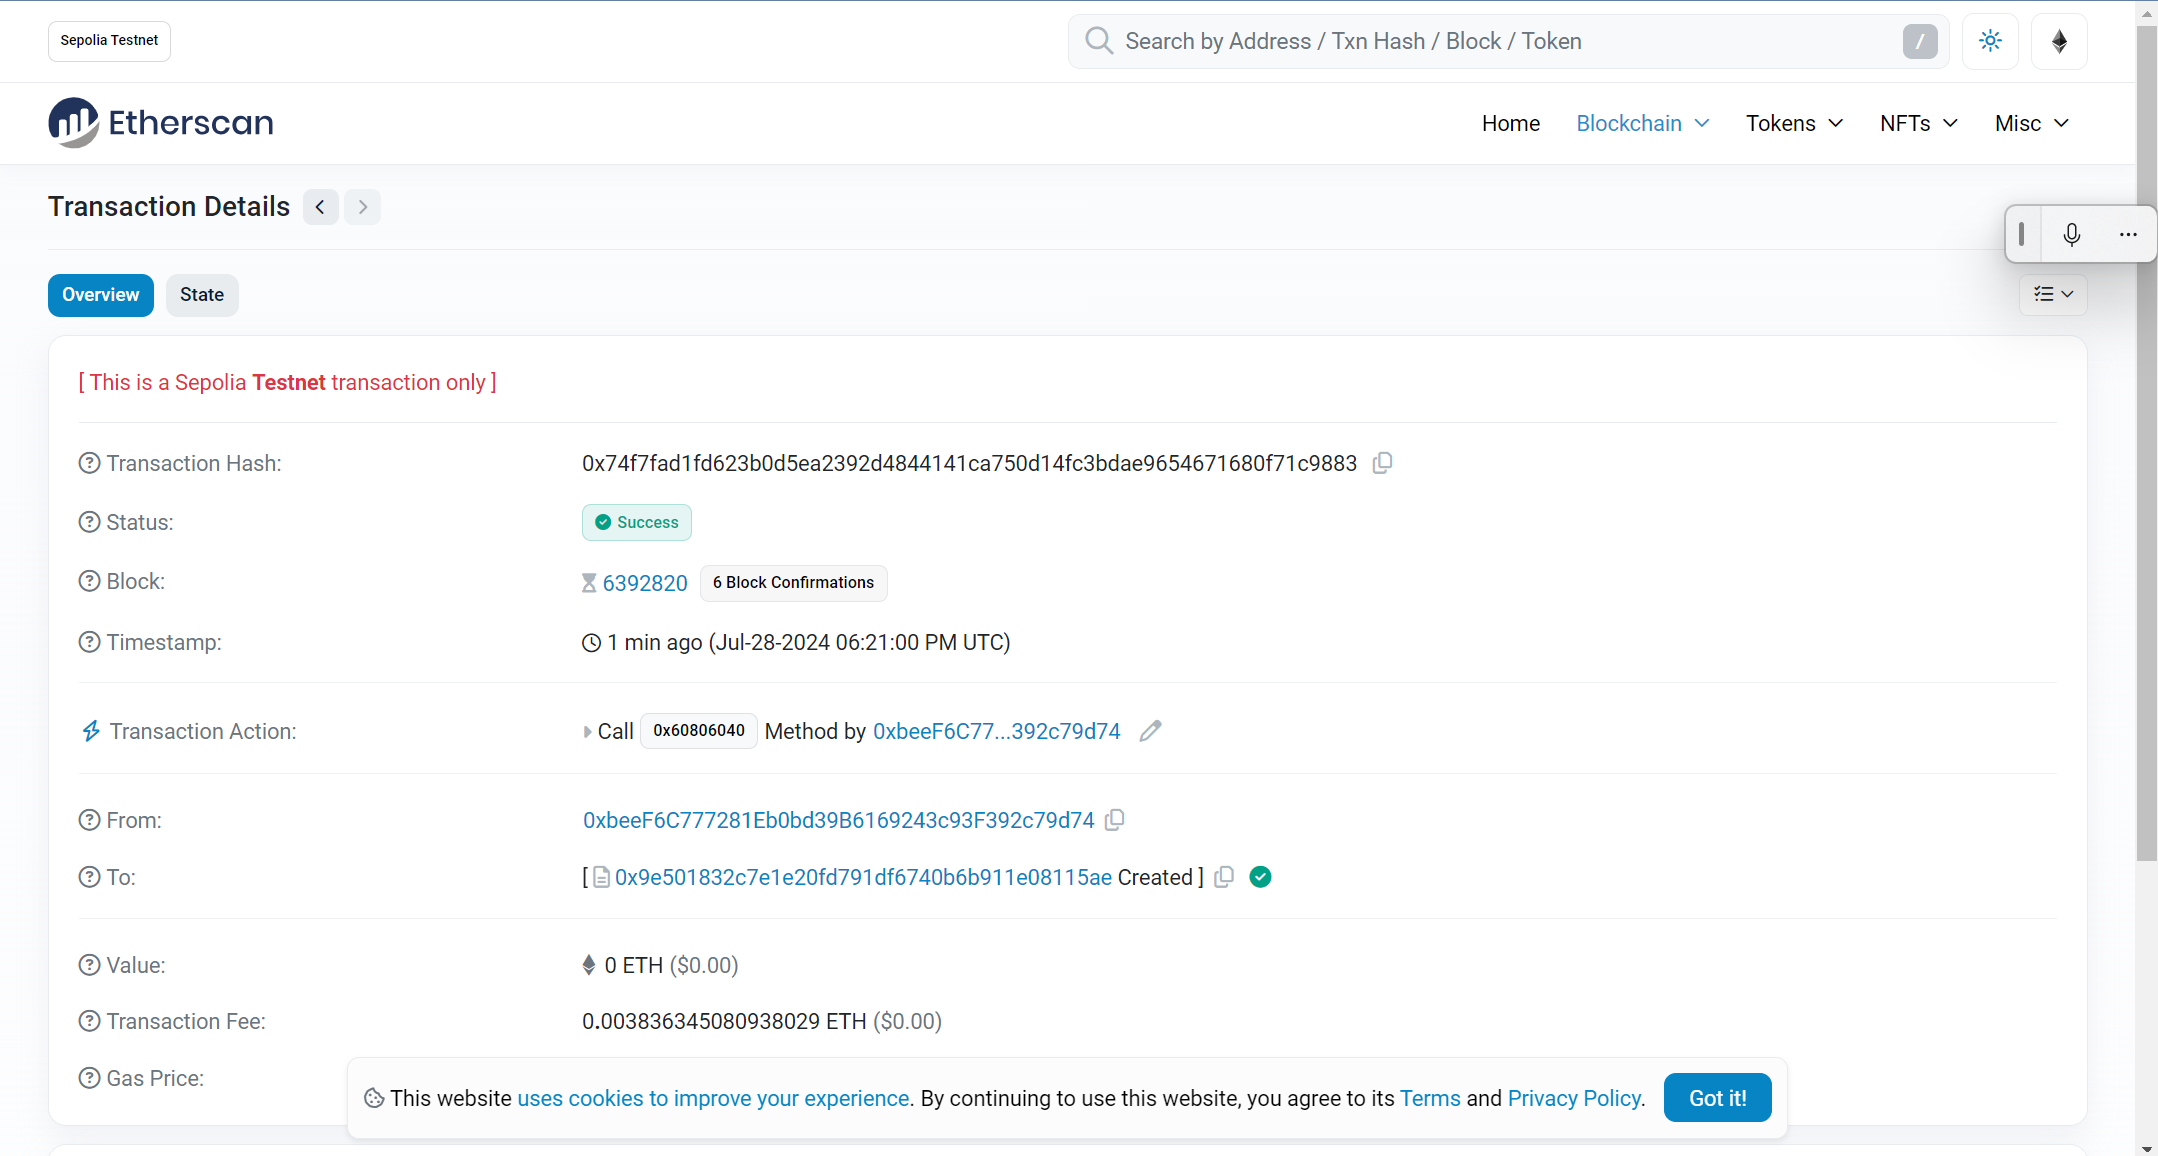 Sepolia Testnet
Search by Address / Txn Hash / Block / Token
/
Etherscan
Home
Blockchain
Tokens
NFTs
Misc
Transaction Details
Overview
State
[ This is a Sepolia Testnet transaction only ]
Transaction Hash: 0x74f7fad1fd623b0d5ea2392d4844141ca750d14fc3bdae9654671680f71c9883
Status: Success
Block: 6392820 6 Block Confirmations
Timestamp: 1 min ago (Jul-28-2024 06:21:00 PM UTC)
Transaction Action: Call 0x60806040 Method by 0xbeeF6C77...392c79d74
From: 0xbeeF6C777281Eb0bd39B6169243c93F392c79d74
To: [ 0x9e501832c7e1e20fd791df6740b6b911e08115ae Created ]
Value: 0 ETH ($0.00)
Transaction Fee: 0.003836345080938029 ETH ($0.00)
Gas Price:
This website uses cookies to improve your experience. By continuing to use this website, you agree to its Terms and Privacy Policy.
Got it!